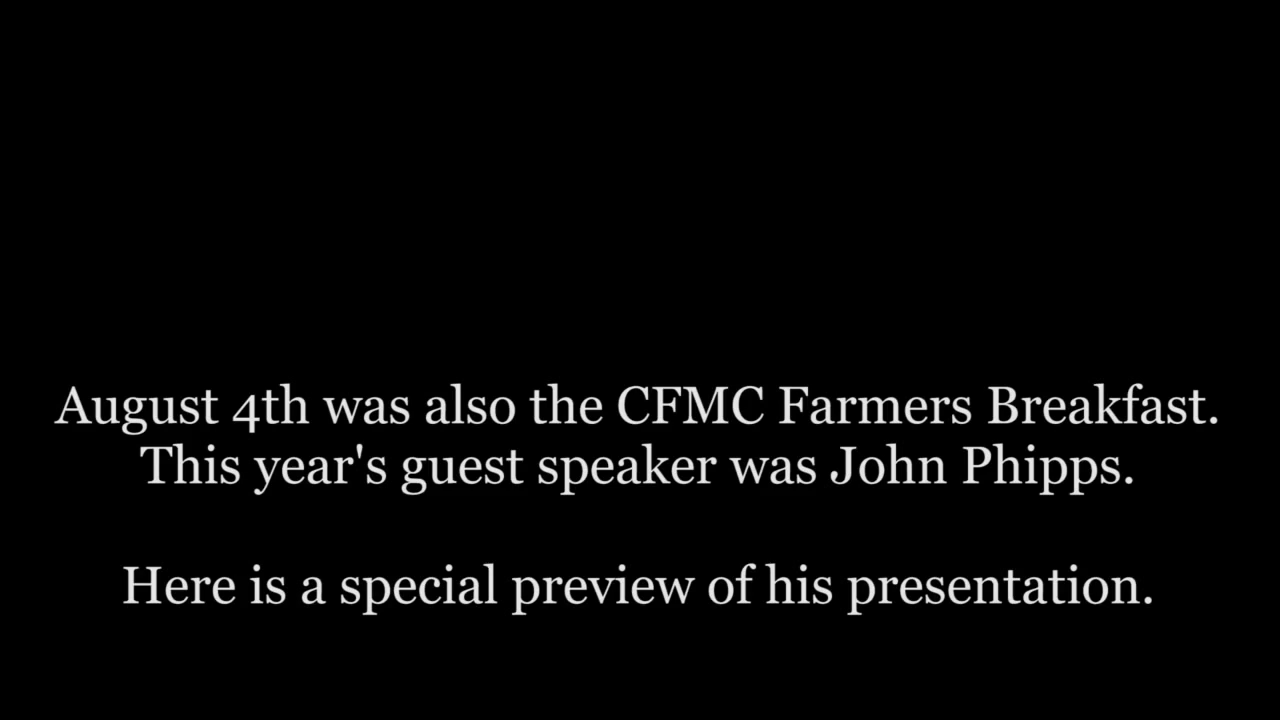 August 4th was also the CFMC Farmers Breakfast.
This year's guest speaker was John Phipps.
Here is a special preview of his presentation.